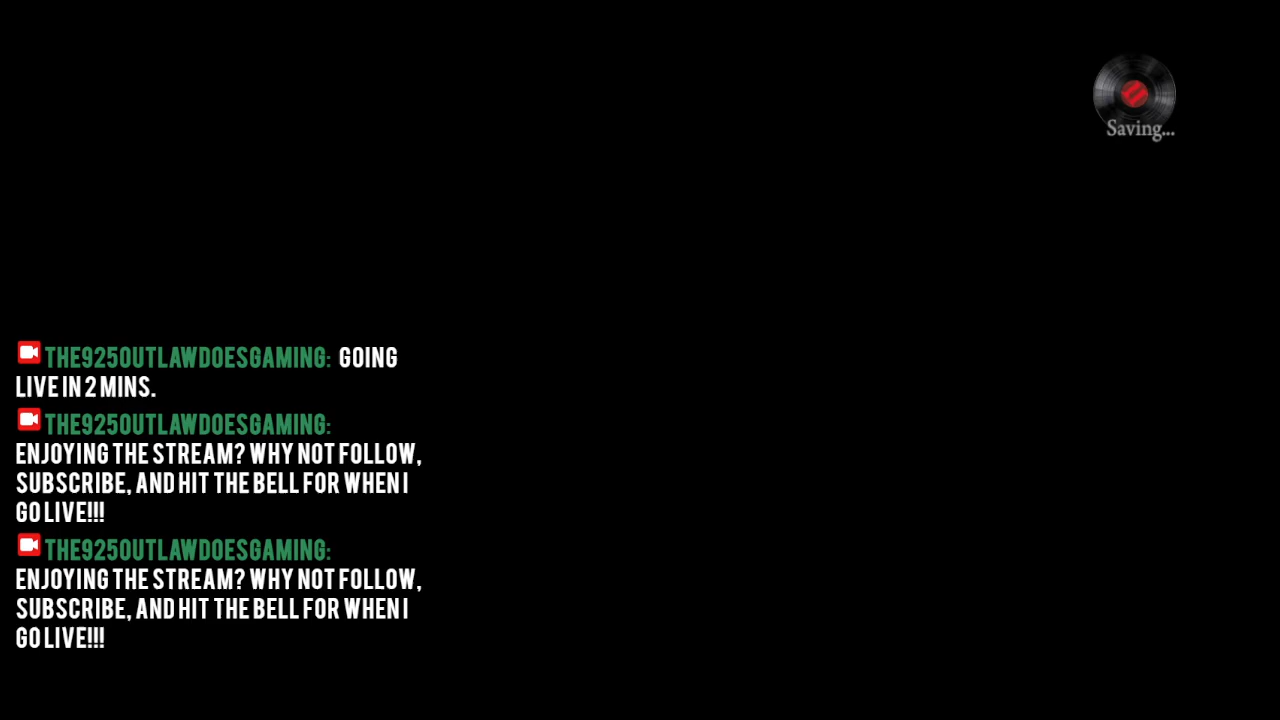 Saving...
THE925OUTLAWDOESGAMING: GOING
LIVE IN 2 MINS.
THE925OUTLAWDOESGAMING:
ENJOYING THE STREAM? WHY NOT FOLLOW,
SUBSCRIBE, AND HIT THE BELL FOR WHEN I
GO LIVE!!!
THE925OUTLAWDOESGAMING:
ENJOYING THE STREAM? WHY NOT FOLLOW,
SUBSCRIBE, AND HIT THE BELL FOR WHEN I
GO LIVE!!!